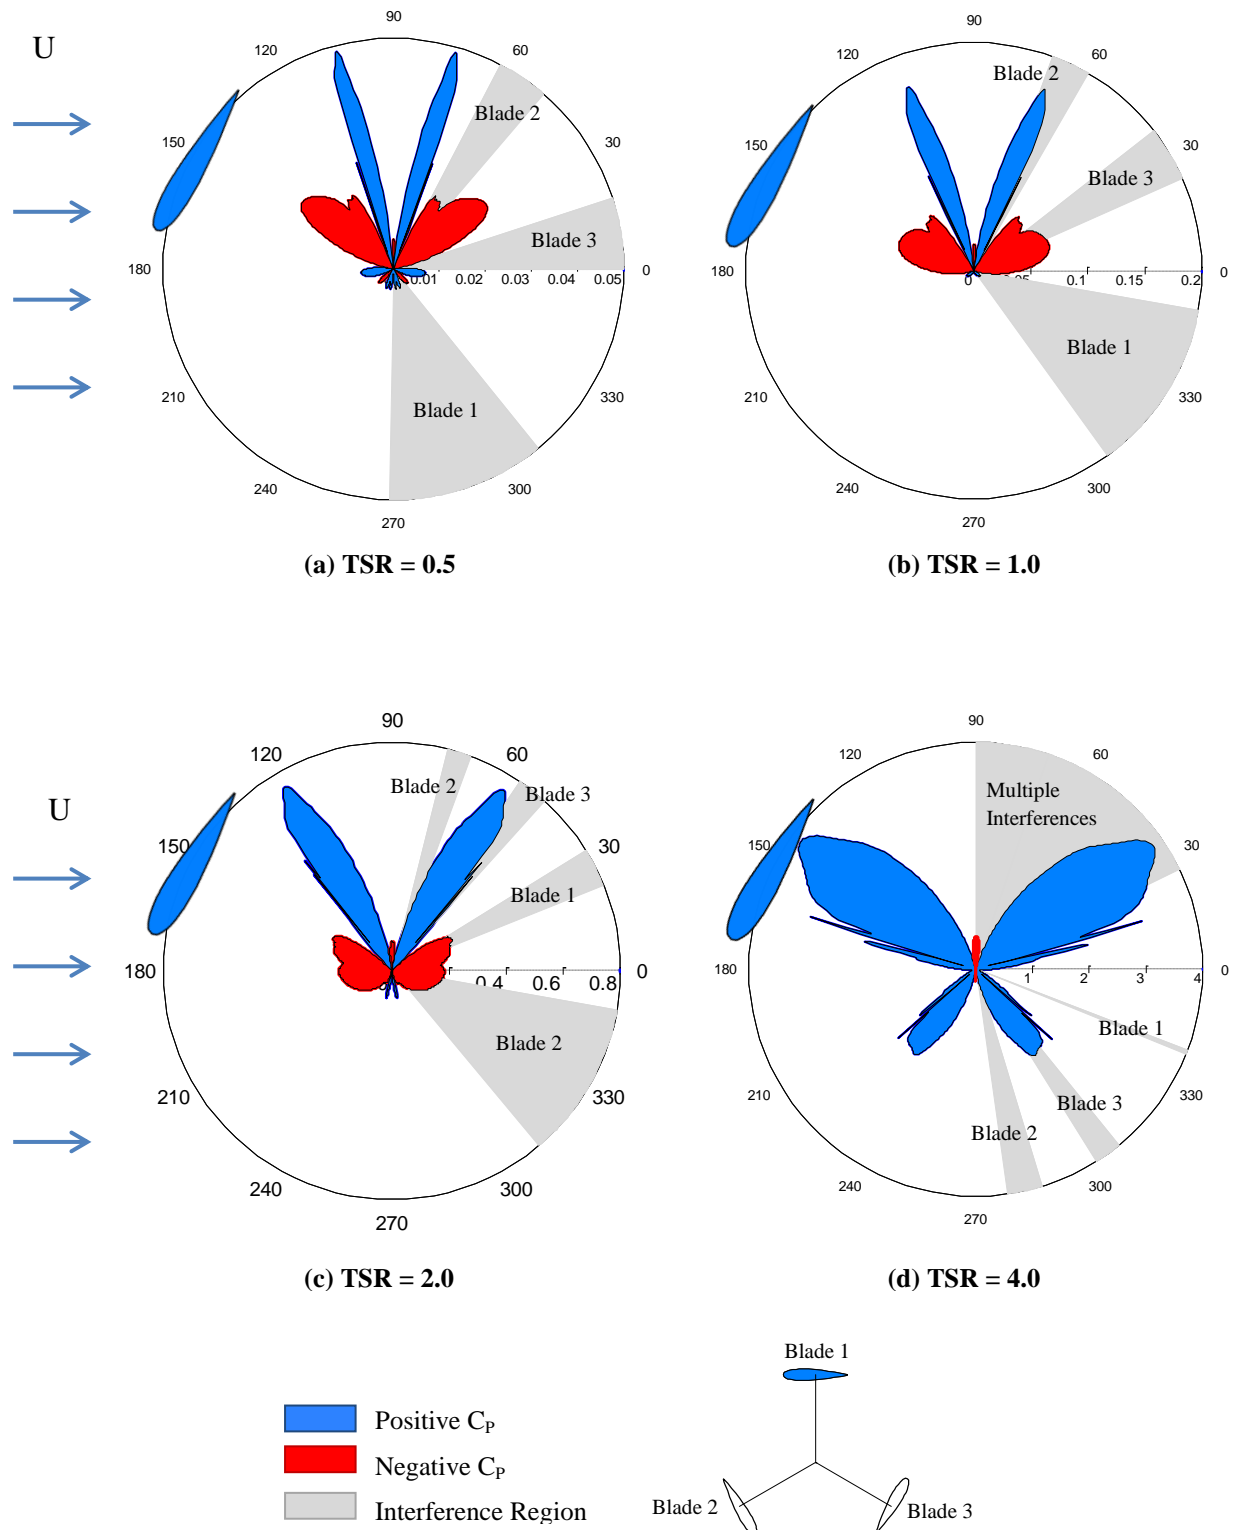 U
90
120
60
150
30
180
0
210
330
240
300
270
Blade 2
Blade 3
Blade 1
0.01 0.02 0.03 0.04 0.05
(a) TSR = 0.5
90
60
120
150
30
180
0
330
300
270
Blade 2
Blade 3
Blade 1
0 0.05 0.1 0.15 0.2
(b) TSR = 1.0
U
90
120
60
150
30
180
0
210
330
240
300
270
Blade 2
Blade 3
Blade 1
Blade 2
0.4 0.6 0.8
(c) TSR = 2.0
90
120
60
150
30
180
0
210
330
240
300
270
Multiple
Interferences
Blade 1
Blade 3
Blade 2
1 2 3 4
(d) TSR = 4.0
Positive CP
Negative CP
Interference Region
Blade 1
Blade 2
Blade 3